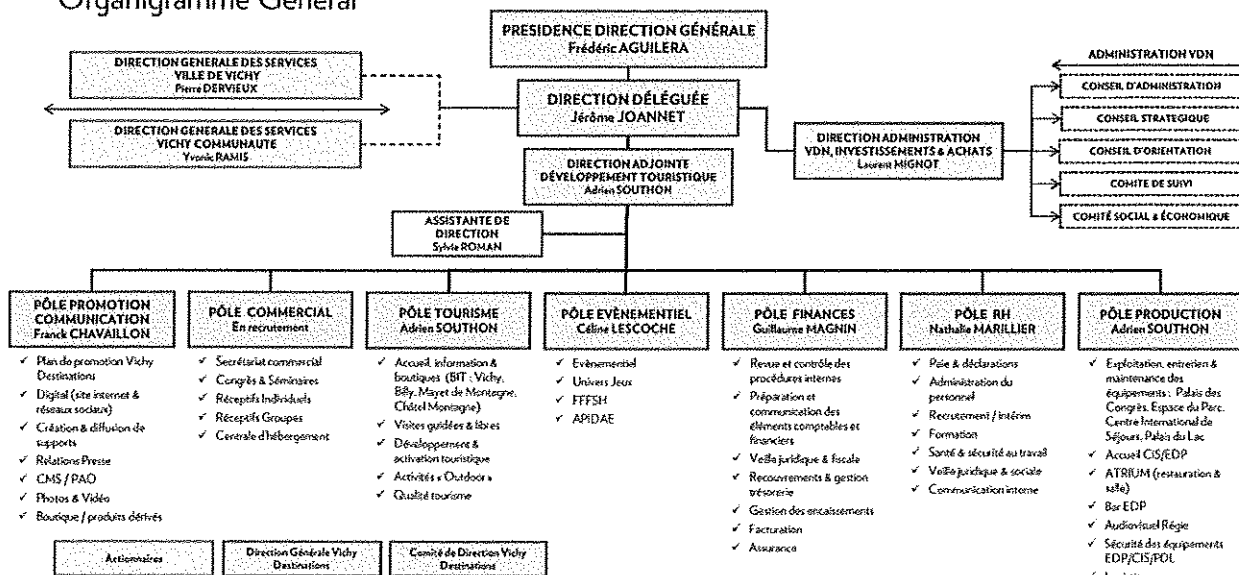 Organigramme Général
PRESIDENCE DIRECTION GÉNÉRALE
Frédéric AGUILERA
DIRECTION GENERALE DES SERVICES
VILLE DE VICHY
Pierre DERVIEUX
DIRECTION GENERALE DES SERVICES
VICHY COMMUNAUTE
Yvonic RAMIS
DIRECTION DÉLÉGUÉE
Jérôme JOANNET
DIRECTION ADJOINTE
DÉVELOPPEMENT TOURISTIQUE
Adrien SOUTHON
DIRECTION ADMINISTRATION
VDN, INVESTISSEMENTS & ACHATS
Laurent MIGNOT
ADMINISTRATION VDN
CONSEIL D'ADMINISTRATION
CONSEIL STRATEGIQUE
CONSEIL D'ORIENTATION
COMITE DE SUIVI
COMITÉ SOCIAL & ÉCONOMIQUE
ASSISTANTE DE
DIRECTION
Sylvie ROMAN
PÔLE PROMOTION
COMMUNICATION
Franck CHAVAILLON
✓ Plan de promotion Vichy
Destinations
✓ Digital (site internet &
réseaux sociaux)
✓ Création & diffusion de
supports
✓ Relations Presse
✓ CMS / PAO
✓ Photos & Vidéo
✓ Boutique / produits dérivés
PÔLE COMMERCIAL
En recrutement
✓ Secrétariat commercial
✓ Congrès & Séminaires
✓ Réceptifs Individuels
✓ Réceptifs Groupes
✓ Centrale d'hébergement
PÔLE TOURISME
Adrien SOUTHON
✓ Accueil, information &
boutiques (BIT : Vichy,
Billy, Mayet de Montagne,
Châtel Montagne)
✓ Visites guidées & libres
✓ Développement &
activation touristique
✓ Activités « Outdoor »
✓ Qualité tourisme
PÔLE EVÈNEMENTIEL
Céline LESCOCHE
✓ Evènementiel
✓ Univers Jeux
✓ FFFSH
✓ APIDAE
PÔLE FINANCES
Guillaume MAGNIN
✓ Revue et contrôle des
procédures internes
✓ Préparation et
communication des
éléments comptables et
financiers
✓ Veille juridique & fiscale
✓ Recouvrements & gestion
trésorerie
✓ Gestion des encaissements
✓ Facturation
✓ Assurance
PÔLE RH
Nathalie MARILLIER
✓ Paie & déclarations
✓ Administration du
personnel
✓ Recrutement / Intérim
✓ Formation
✓ Santé & sécurité au travail
✓ Veille juridique & sociale
✓ Communication interne
PÔLE PRODUCTION
Adrien SOUTHON
✓ Exploitation, entretien &
maintenance des
équipements : Palais des
Congrès, Espace du Parc,
Centre International de
Séjours, Palais du Lac
✓ Accueil CIS/EDP
✓ ATRIUM (restauration &
salle)
✓ Bar EDP
✓ Audiovisuel Régie
✓ Sécurité des équipements
EDP/CIS/PDL
Actionnaires
Direction Générale Vichy
Destinations
Comité de Direction Vichy
Destinations